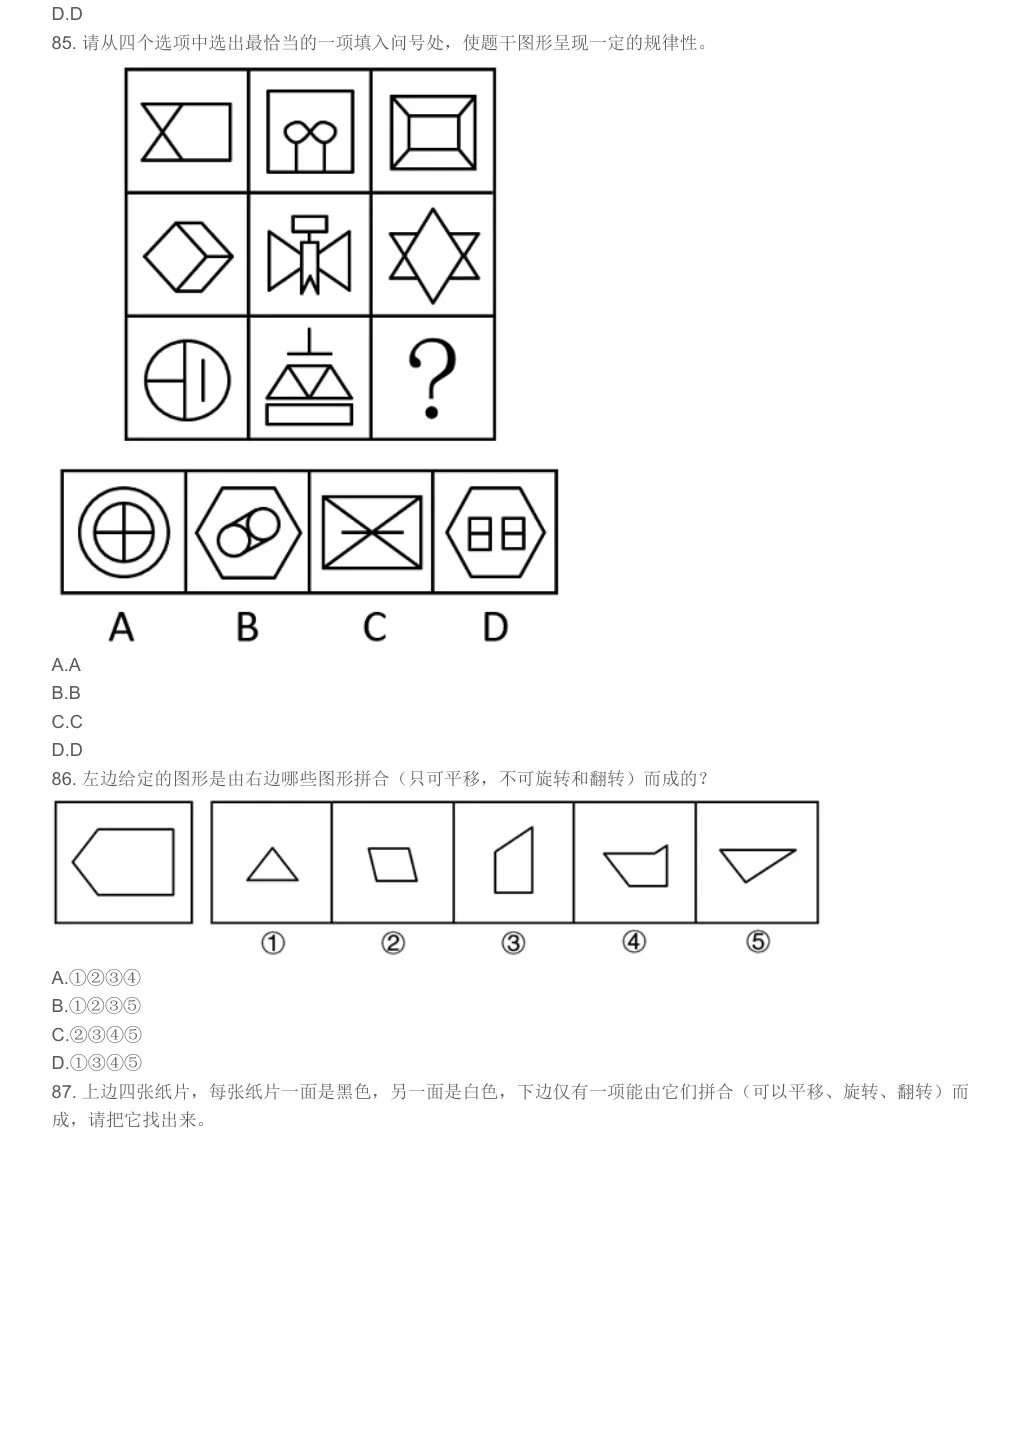 D.D
85. 请从四个选项中选出最恰当的一项填入问号处，使题干图形呈现一定的规律性。
?
A B C D
A.A
B.B
C.C
D.D
86. 左边给定的图形是由右边哪些图形拼合（只可平移，不可旋转和翻转）而成的？
① ② ③ ④ ⑤
A.①②③④
B.①②③⑤
C.②③④⑤
D.①③④⑤
87. 上边四张纸片，每张纸片一面是黑色，另一面是白色，下边仅有一项能由它们拼合（可以平移、旋转、翻转）而
成，请把它找出来。